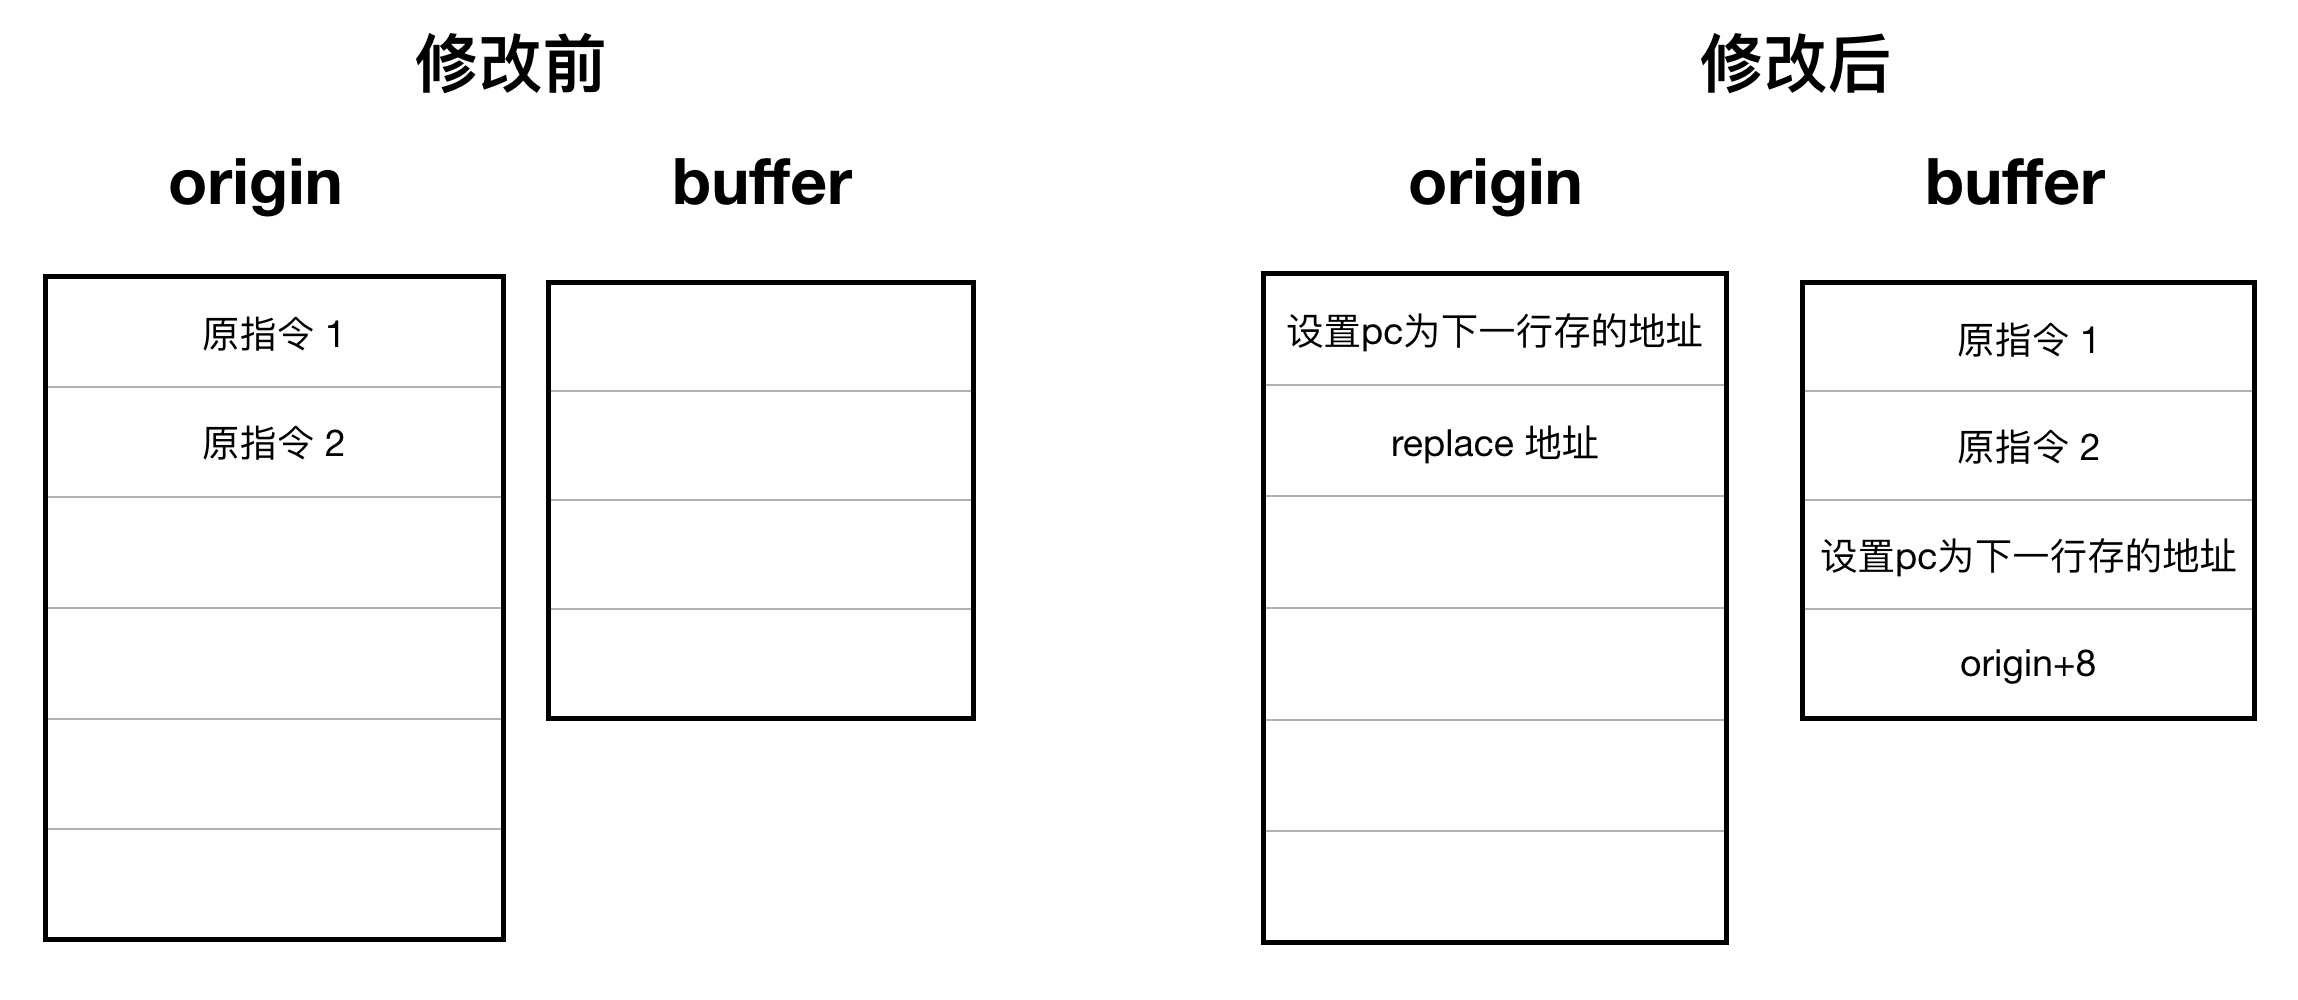 修改前
origin
buffer
原指令 1
原指令 2
修改后
origin
buffer
设置pc为下一行存的地址
replace 地址
原指令 1
原指令 2
设置pc为下一行存的地址
origin+8